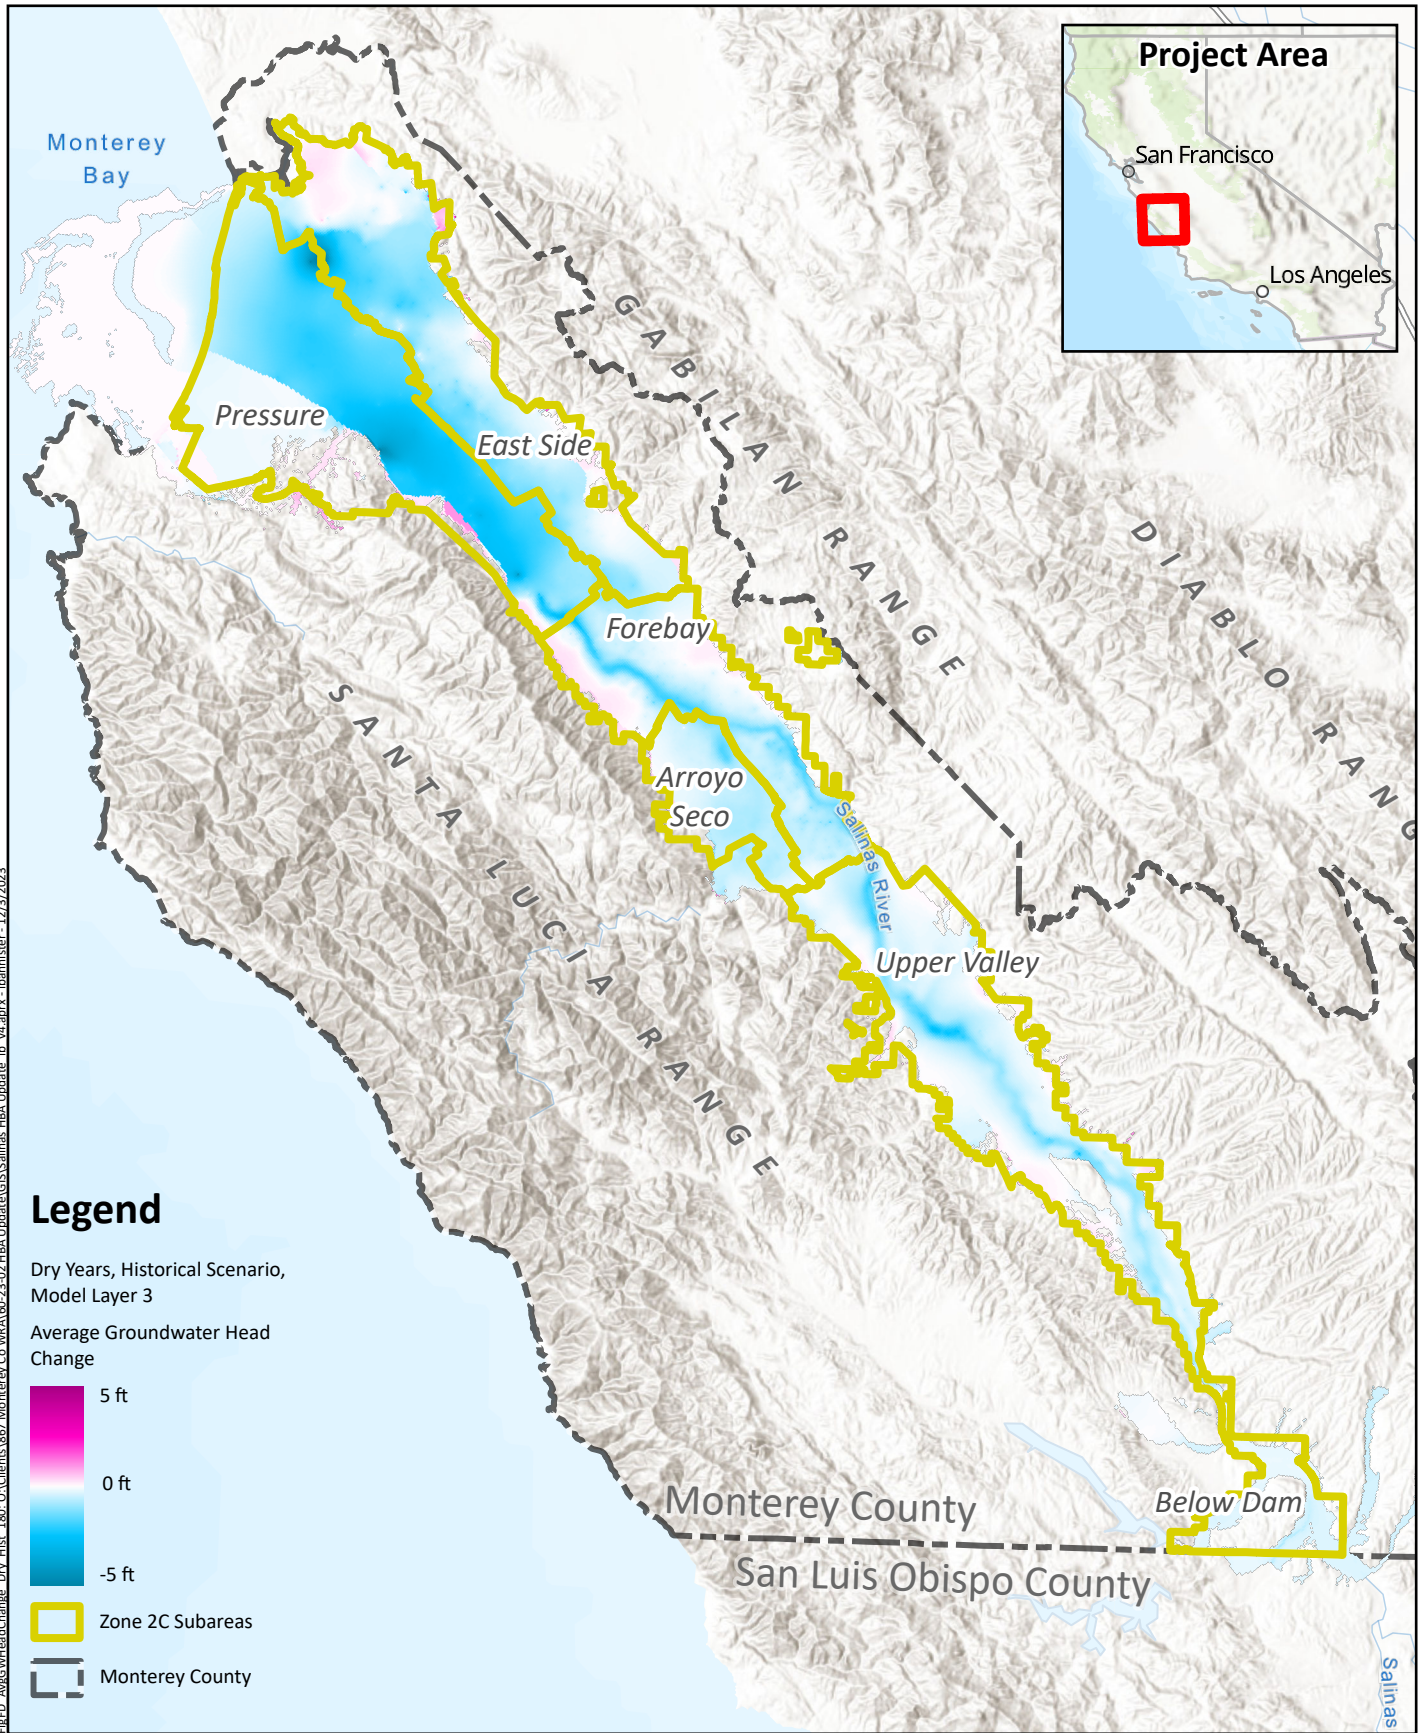 Project Area
San Francisco
Los Angeles
Monterey
Bay
GABILAN RANGE
DIABLO RANG
Pressure
East Side
Forebay
Arroyo
Seco
Salinas River
SANTA LUCIA RANGE
Upper Valley
Below Dam
Monterey County
San Luis Obispo County
Salinas
Legend
Dry Years, Historical Scenario,
Model Layer 3
Average Groundwater Head
Change
5 ft
0 ft
-5 ft
Zone 2C Subareas
Monterey County